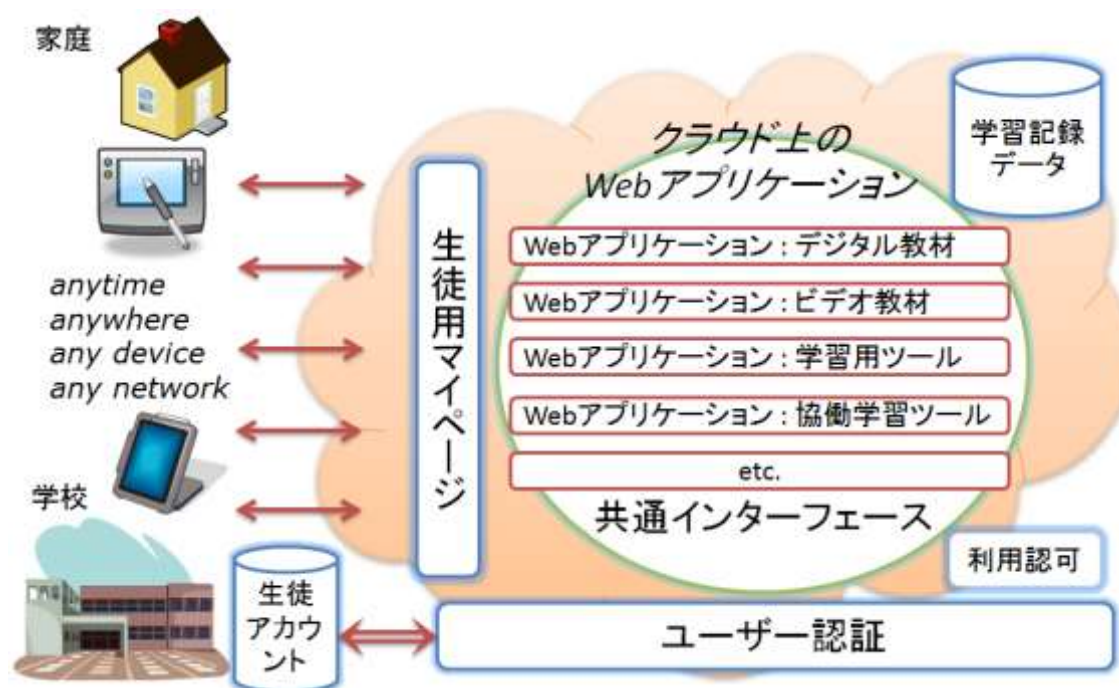 家庭
anytime
anywhere
any device
any network
学校
生徒
アカウ
ント
生徒用マイページ
クラウド上の
Webアプリケーション
Webアプリケーション : デジタル教材
Webアプリケーション : ビデオ教材
Webアプリケーション : 学習用ツール
Webアプリケーション : 協働学習ツール
etc.
共通インターフェース
学習記録
データ
利用認可
ユーザー認証